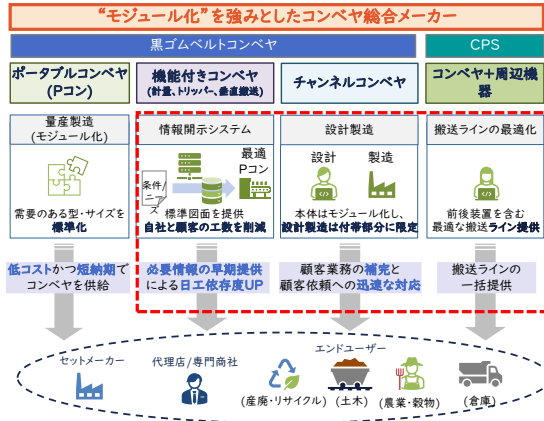 “モジュール化”を強みとしたコンベヤ総合メーカー
黒ゴムベルトコンベヤ
CPS
ポータブルコンベヤ
(Pコン)
機能付きコンベヤ
(計量、トリッパー、垂直搬送)
チャンネルコンベヤ
コンベヤ+周辺機
器
量産製造
(モジュール化)
需要のある型・サイズを
標準化
情報開示システム
条件/
ニーズ
最適
Pコン
標準図面を提供
自社と顧客の工数を削減
設計製造
設計
製造
本体はモジュール化し、
設計製造は付帯部分に限定
搬送ラインの最適化
前後装置を含む
最適な搬送ライン提供
低コストかつ短納期で
コンベヤを供給
必要情報の早期提供
による日工依存度UP
顧客業務の補完と
顧客依頼への迅速な対応
搬送ラインの
一括提供
セットメーカー
代理店/専門商社
エンドユーザー
(産廃・リサイクル)
(土木)
(農業・穀物)
(倉庫)